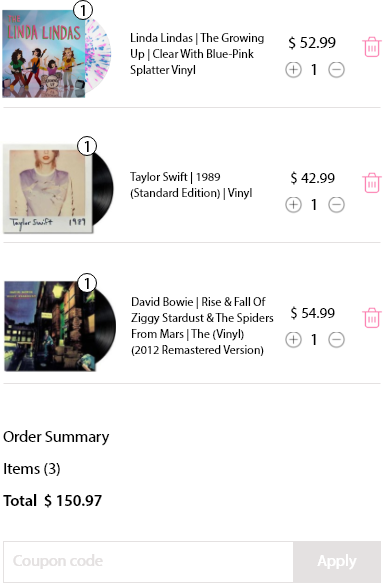 1
THE
LINDA LINDAS
Linda Lindas | The Growing
Up | Clear With Blue-Pink
Splatter Vinyl
$ 52.99
1
1
Taylor Swift 1989
Taylor Swift | 1989
(Standard Edition) | Vinyl
$ 42.99
1
1
David Bowie | Rise & Fall Of
Ziggy Stardust & The Spiders
From Mars | The (Vinyl)
(2012 Remastered Version)
$ 54.99
1
Order Summary
Items (3)
Total $ 150.97
Coupon code
Apply